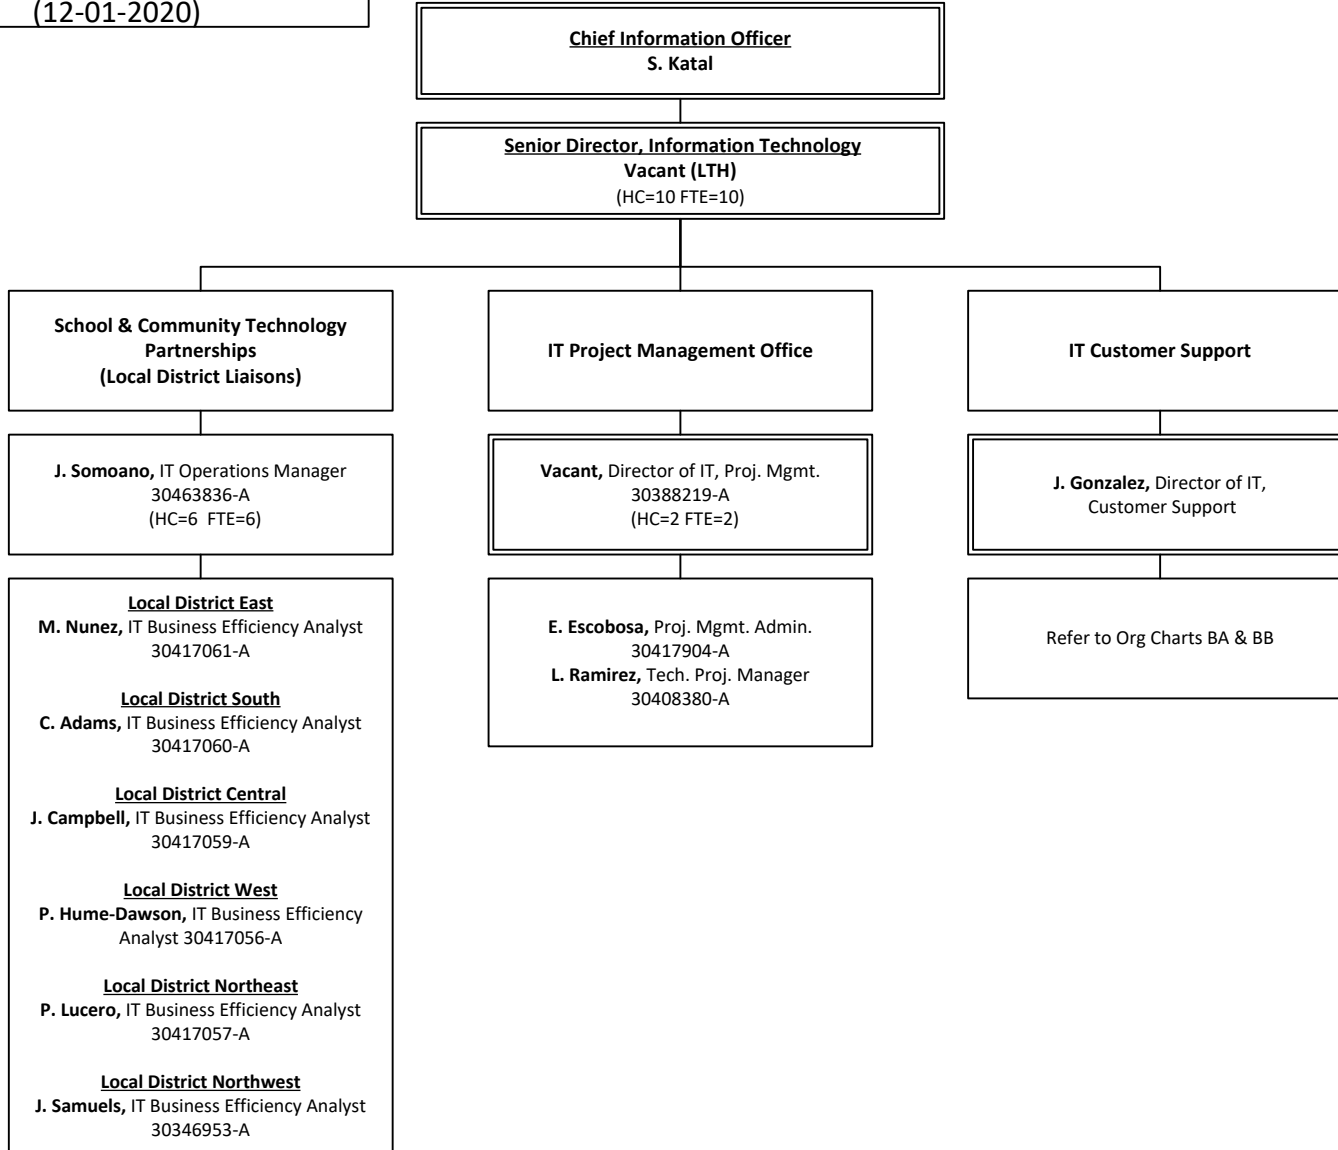 (12-01-2020)
Chief Information Officer
S. Katal
Senior Director, Information Technology
Vacant (LTH)
(HC=10 FTE=10)
School & Community Technology
Partnerships
(Local District Liaisons)
IT Project Management Office
IT Customer Support
J. Somoano, IT Operations Manager
30463836-A
(HC=6 FTE=6)
Vacant, Director of IT, Proj. Mgmt.
30388219-A
(HC=2 FTE=2)
J. Gonzalez, Director of IT,
Customer Support
Local District East
M. Nunez, IT Business Efficiency Analyst
30417061-A
Local District South
C. Adams, IT Business Efficiency Analyst
30417060-A
Local District Central
J. Campbell, IT Business Efficiency Analyst
30417059-A
Local District West
P. Hume-Dawson, IT Business Efficiency
Analyst 30417056-A
Local District Northeast
P. Lucero, IT Business Efficiency Analyst
30417057-A
Local District Northwest
J. Samuels, IT Business Efficiency Analyst
30346953-A
E. Escobosa, Proj. Mgmt. Admin.
30417904-A
L. Ramirez, Tech. Proj. Manager
30408380-A
Refer to Org Charts BA & BB